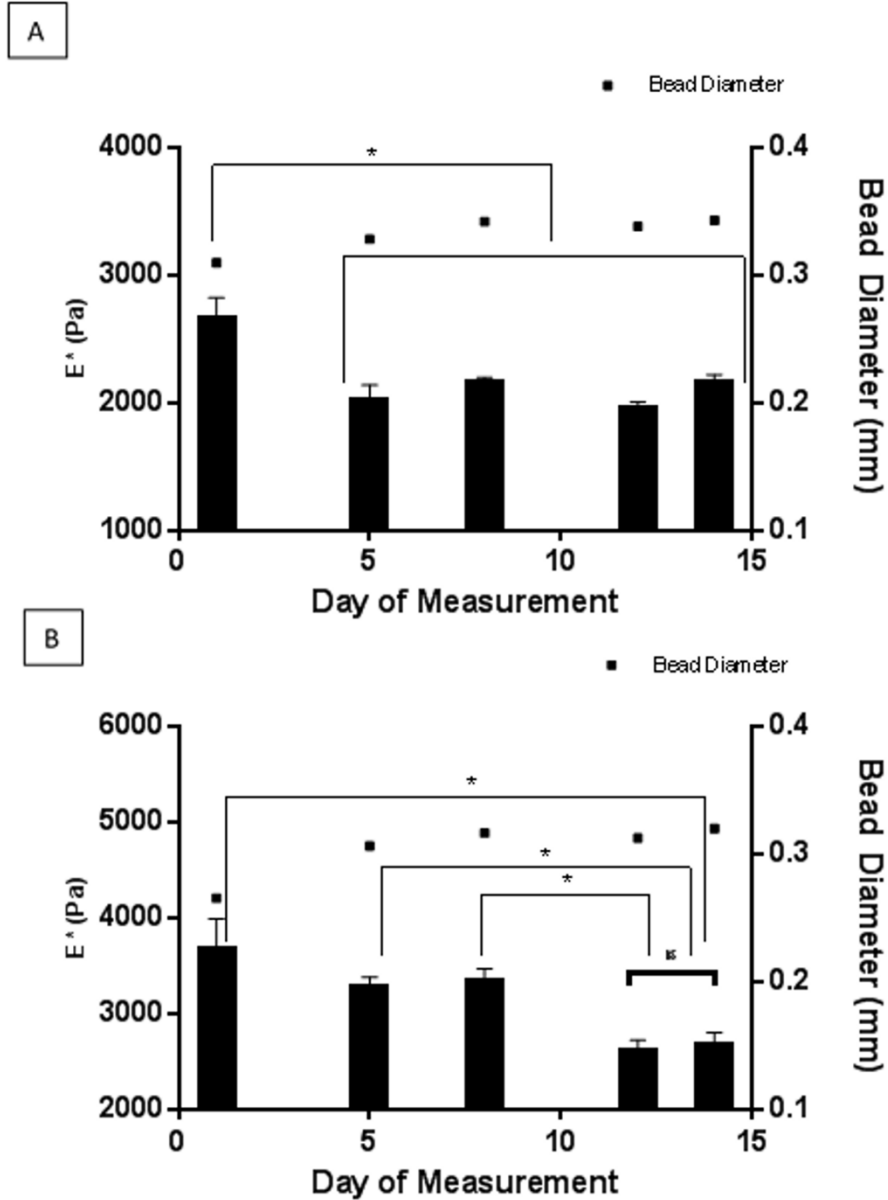 A
Bead Diameter
*
4000
3000
2000
1000
E* (Pa)
0.4
0.3
0.2
0.1
Bead Diameter (mm)
0 5 10 15
Day of Measurement
B
Bead Diameter
*
*
*
6000
5000
4000
3000
2000
E* (Pa)
0.4
0.3
0.2
0.1
Bead Diameter (mm)
0 5 10 15
Day of Measurement